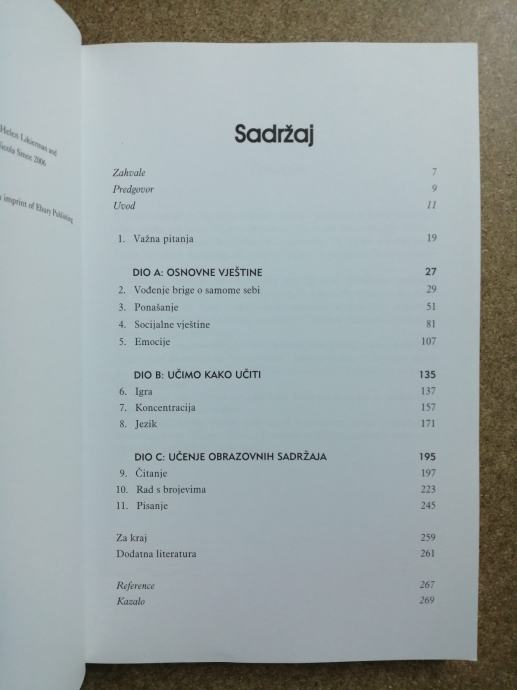 Helen Likierman and
Smee 2006
imprint of Ebury Publishing
Sadržaj
Zahvale 7
Predgovor 9
Uvod 11
1. Važna pitanja 19
DIO A: OSNOVNE VJEŠTINE 27
2. Vođenje brige o samome sebi 29
3. Ponašanje 51
4. Socijalne vještine 81
5. Emocije 107
DIO B: UČIMO KAKO UČITI 135
6. Igra 137
7. Koncentracija 157
8. Jezik 171
DIO C: UČENJE OBRAZOVNIH SADRŽAJA 195
9. Čitanje 197
10. Rad s brojevima 223
11. Pisanje 245
Za kraj 259
Dodatna literatura 261
Reference 267
Kazalo 269